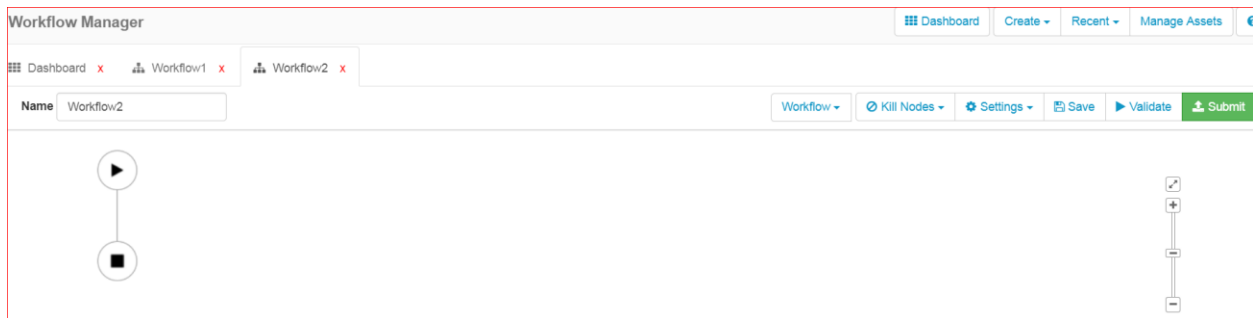 Workflow Manager
Dashboard Create Recent Manage Assets
Dashboard x Workflow1 x Workflow2 x
Name Workflow2 Workflow Kill Nodes Settings Save Validate Submit